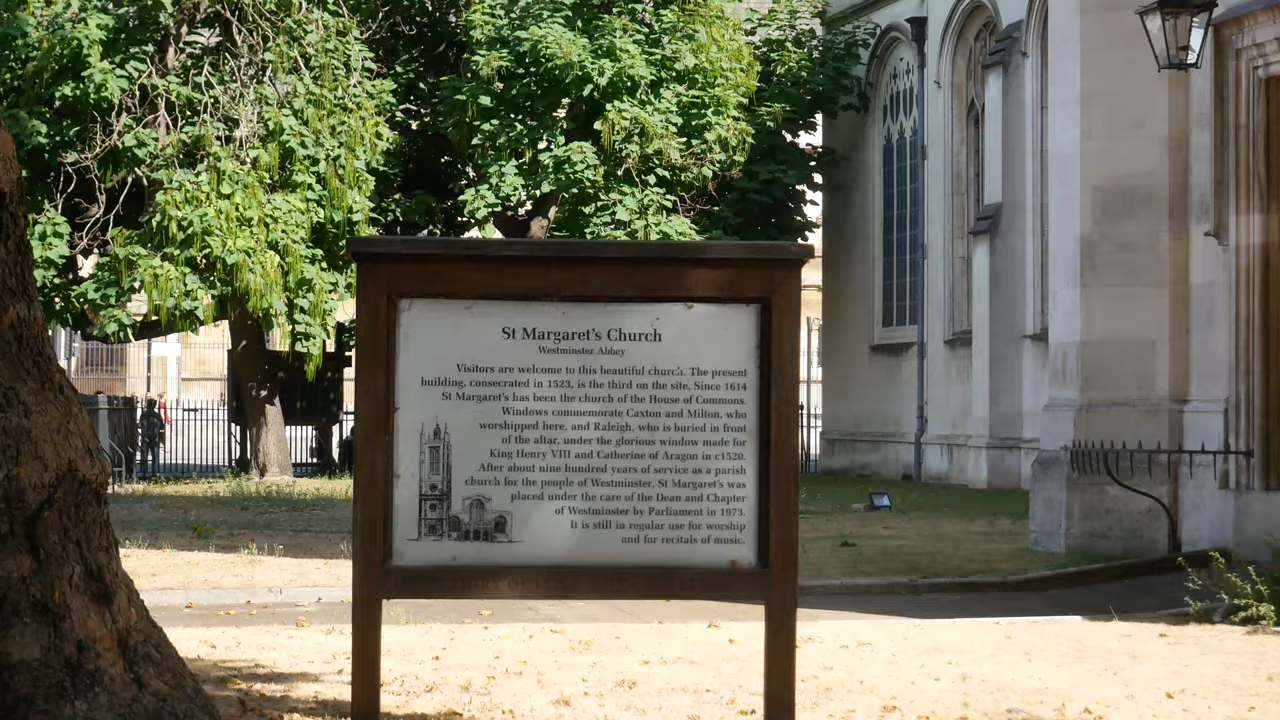 St Margaret's Church
Westminster Abbey
Visitors are welcome to this beautiful church. The present
building, consecrated in 1523, is the third on the site. Since 1614
St Margaret's has been the church of the House of Commons.
Windows commemorate Caxton and Milton, who
worshipped here, and Raleigh, who is buried in front
of the altar, under the glorious window made for
King Henry VIII and Catherine of Aragon in c1520.
After about nine hundred years of service as a parish
church for the people of Westminster, St Margaret's was
placed under the care of the Dean and Chapter
of Westminster by Parliament in 1973.
It is still in regular use for worship
and for recitals of music.